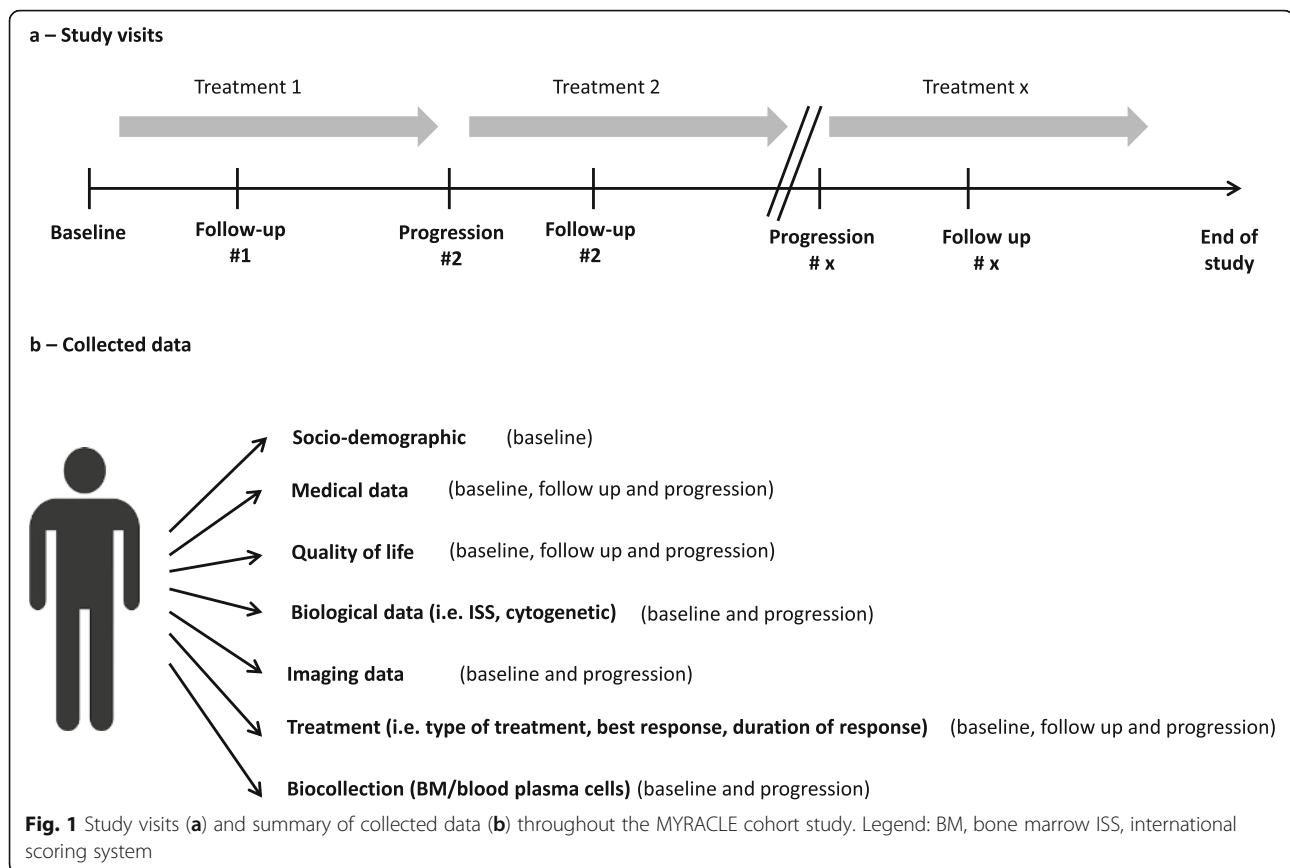 a – Study visits
Treatment 1 Treatment 2 Treatment x
Baseline Follow-up #1 Progression #2 Follow-up #2 Progression # x Follow up # x End of study
b – Collected data
Socio-demographic (baseline)
Medical data (baseline, follow up and progression)
Quality of life (baseline, follow up and progression)
Biological data (i.e. ISS, cytogenetic) (baseline and progression)
Imaging data (baseline and progression)
Treatment (i.e. type of treatment, best response, duration of response) (baseline, follow up and progression)
Biocollection (BM/blood plasma cells) (baseline and progression)
Fig. 1 Study visits (a) and summary of collected data (b) throughout the MYRACLE cohort study. Legend: BM, bone marrow ISS, international
scoring system